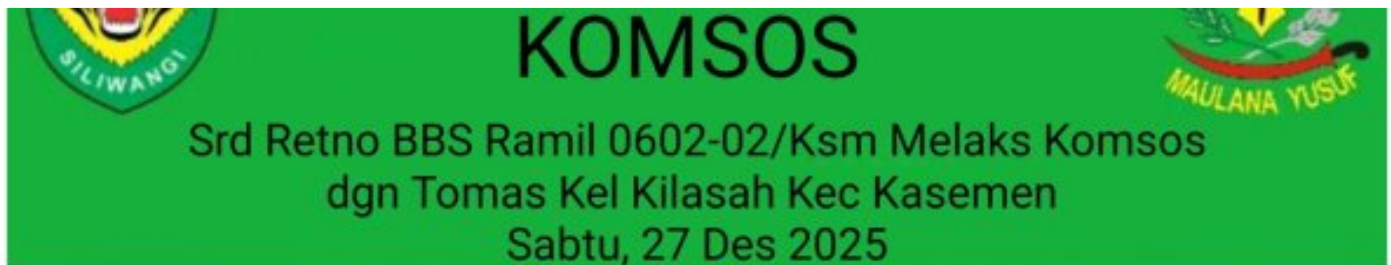 KOMSOS
SILIWANGI
MAULANA YUSUF
Srd Retno BBS Ramil 0602-02/Ksm Melaks Komsos
dgn Tomas Kel Kilasah Kec Kasemen
Sabtu, 27 Des 2025